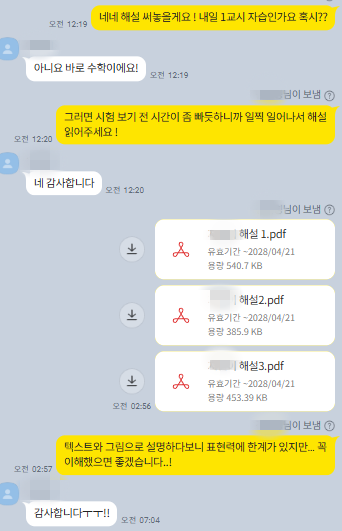 네네 해설 써놓을게요 ! 내일 1교시 자습인가요 혹시??
오전 12:19
아니요 바로 수학이에요!
오전 12:19
님이 보냄
그러면 시험 보기 전 시간이 좀 빠듯하니까 일찍 일어나서 해설
읽어주세요 !
오전 12:20
네 감사합니다
오전 12:20
님이 보냄
해설 1.pdf
유효기간 ~2028/04/21
용량 540.7 KB
해설2.pdf
유효기간 ~2028/04/21
용량 385.9 KB
해설3.pdf
유효기간 ~2028/04/21
용량 453.39 KB
오전 02:56
님이 보냄
텍스트와 그림으로 설명하다보니 표현력에 한계가 있지만... 꼭
이해했으면 좋겠습니다..!
오전 02:57
감사합니다ㅜㅜ!!
오전 07:04